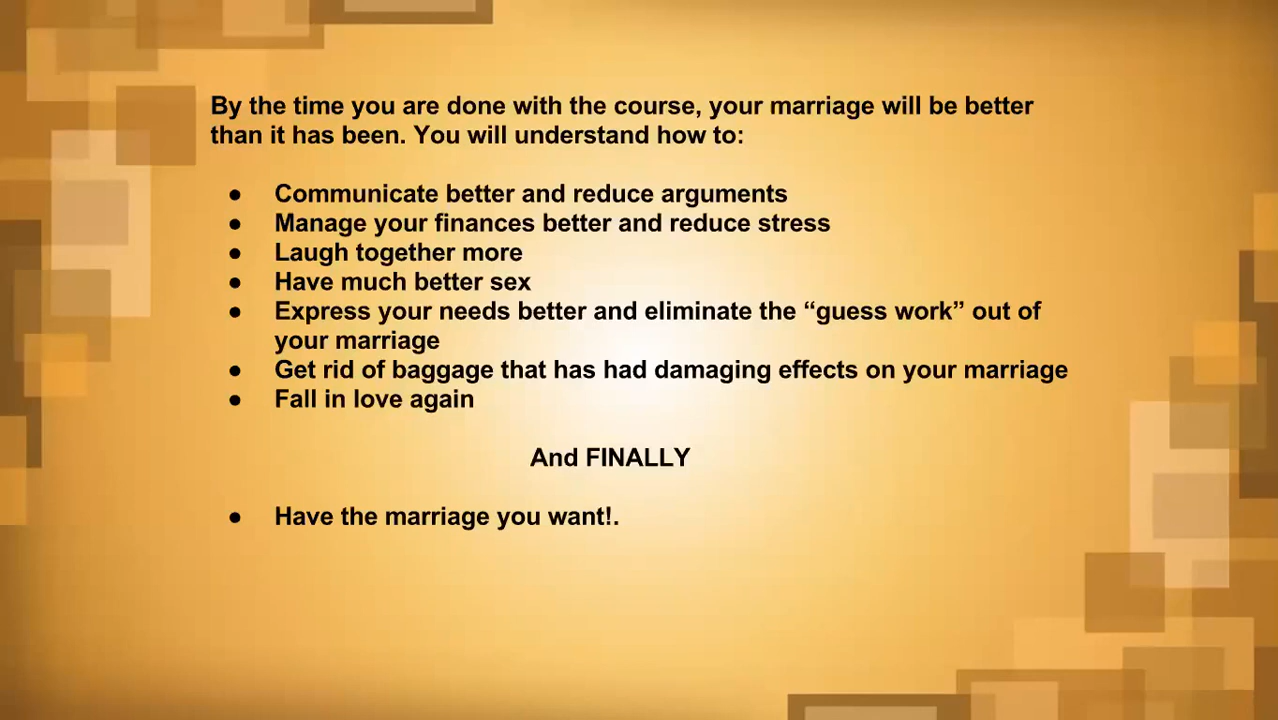 By the time you are done with the course, your marriage will be better
than it has been. You will understand how to:
● Communicate better and reduce arguments
● Manage your finances better and reduce stress
● Laugh together more
● Have much better sex
● Express your needs better and eliminate the “guess work” out of
your marriage
● Get rid of baggage that has had damaging effects on your marriage
● Fall in love again
And FINALLY
● Have the marriage you want!.